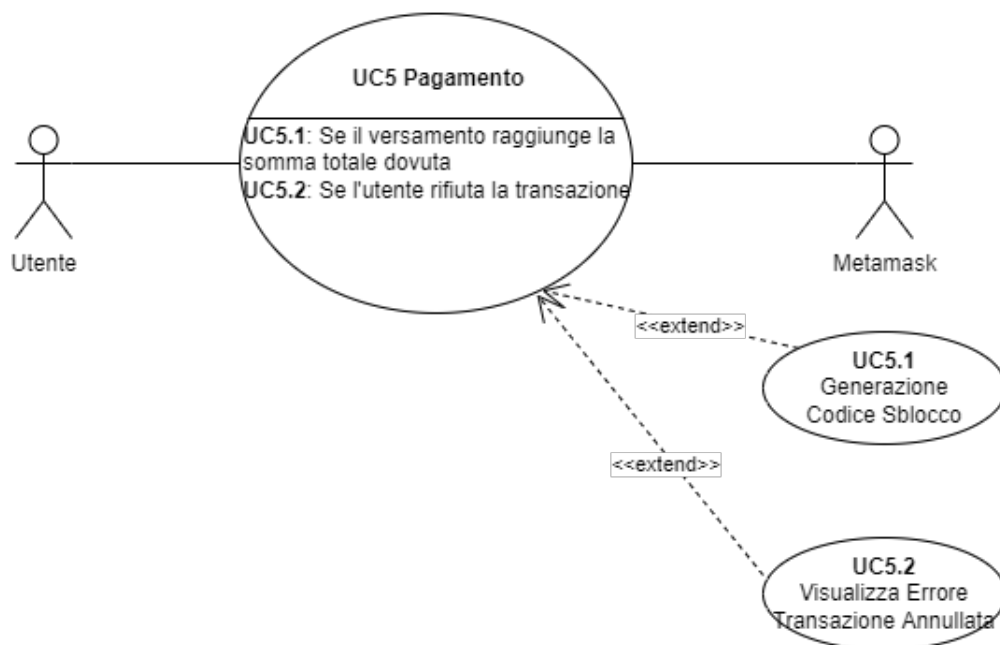 UC5 Pagamento
UC5.1: Se il versamento raggiunge la
somma totale dovuta
UC5.2: Se l'utente rifiuta la transazione
Utente
Metamask
<<extend>>
UC5.1
Generazione
Codice Sblocco
<<extend>>
UC5.2
Visualizza Errore
Transazione Annullata